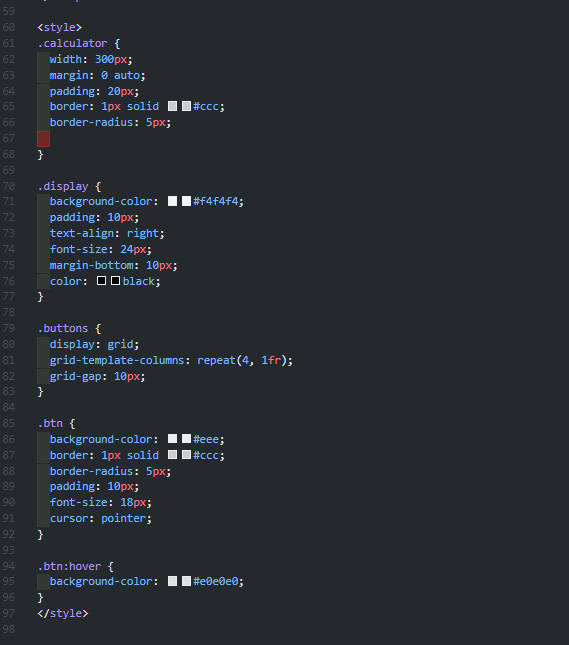 59
60 <style>
61 .calculator {
62 width: 300px;
63 margin: 0 auto;
64 padding: 20px;
65 border: 1px solid #ccc;
66 border-radius: 5px;
67
68 }
69
70 .display {
71 background-color: #f4f4f4;
72 padding: 10px;
73 text-align: right;
74 font-size: 24px;
75 margin-bottom: 10px;
76 color: black;
77 }
78
79 .buttons {
80 display: grid;
81 grid-template-columns: repeat(4, 1fr);
82 grid-gap: 10px;
83 }
84
85 .btn {
86 background-color: #eee;
87 border: 1px solid #ccc;
88 border-radius: 5px;
89 padding: 10px;
90 font-size: 18px;
91 cursor: pointer;
92 }
93
94 .btn:hover {
95 background-color: #e0e0e0;
96 }
97 </style>
98